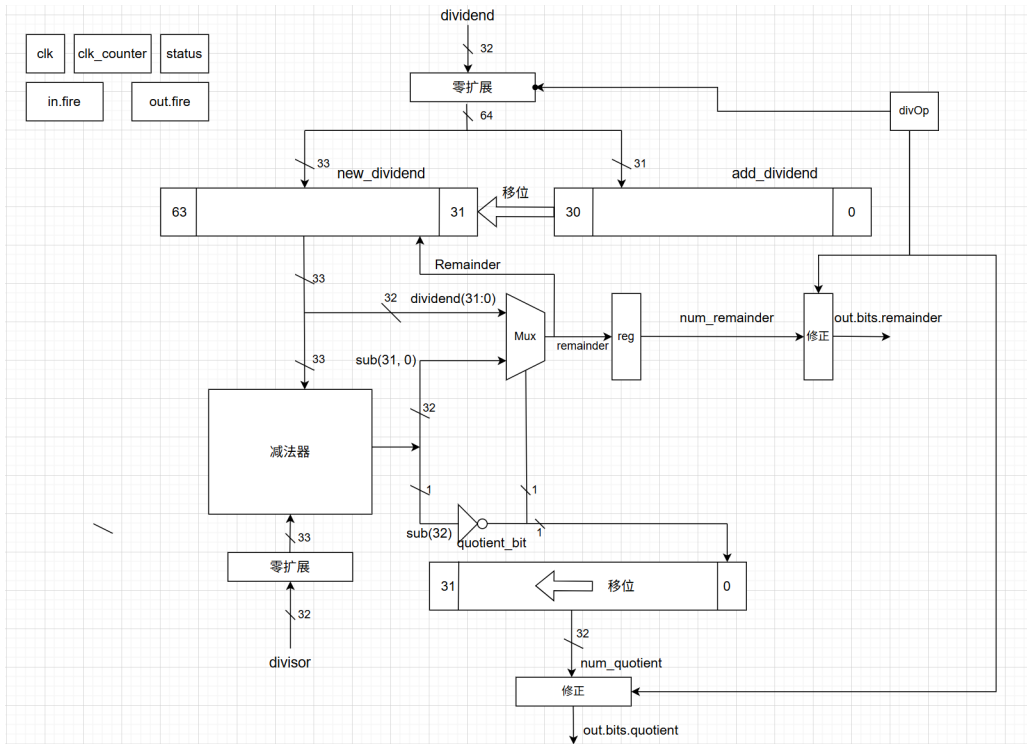 dividend
32
clk
clk_counter
status
零扩展
in.fire
out.fire
divOp
64
33
31
new_dividend
add_dividend
移位
63
31
30
0
Remainder
33
32
dividend(31:0)
Mux
remainder
reg
num_remainder
修正
out.bits.remainder
33
sub(31, 0)
32
减法器
1
1
sub(32)
quotient_bit
1
33
零扩展
31
移位
0
32
divisor
32
num_quotient
修正
out.bits.quotient